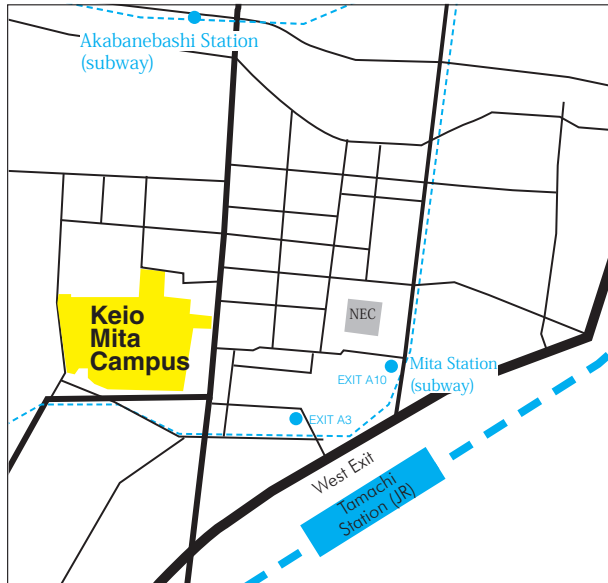 Akabanebashi Station
(subway)
Keio
Mita
Campus
NEC
Mita Station
(subway)
EXIT A10
EXIT A3
West Exit
Tamachi
Station (JR)